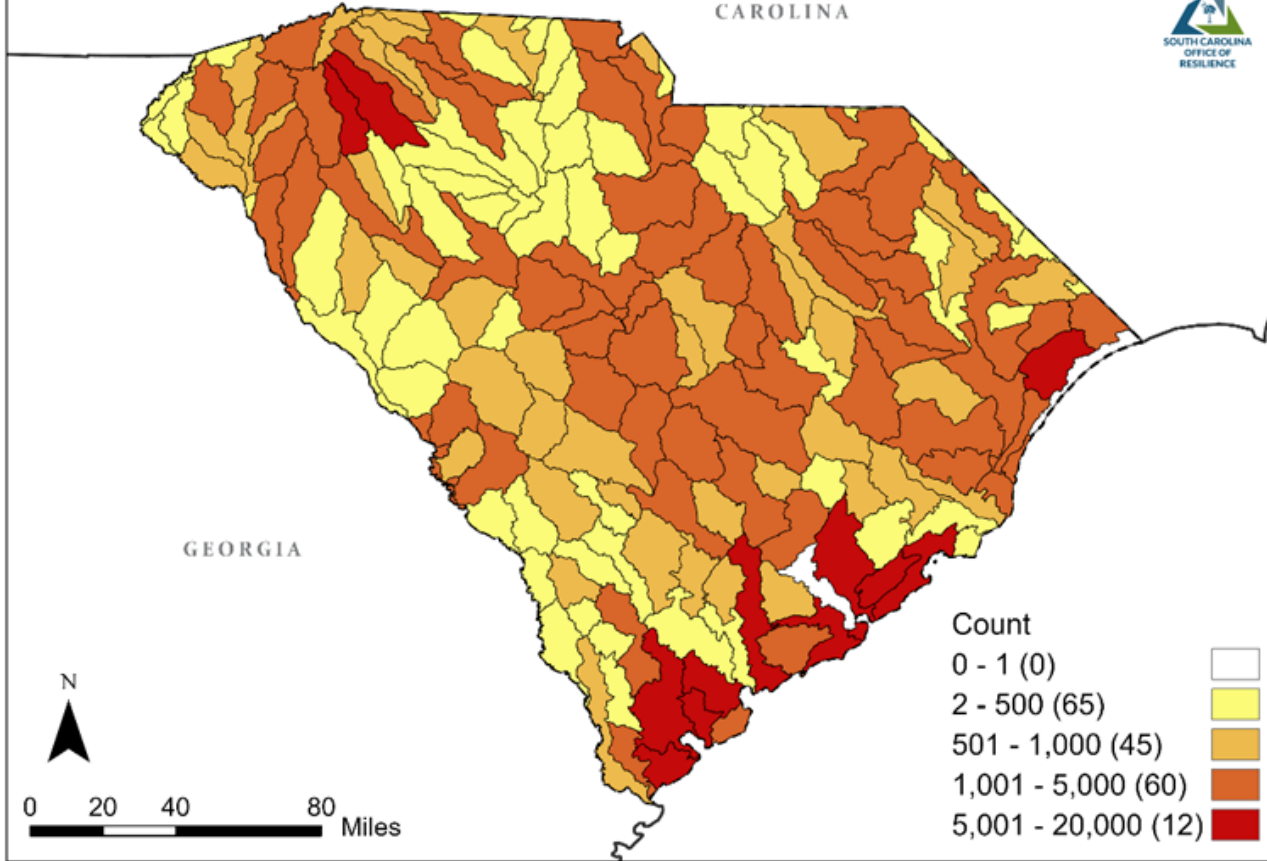 CAROLINA
SOUTH CAROLINA
OFFICE OF
RESILIENCE
GEORGIA
N
0 20 40 80 Miles
Count
0 - 1 (0)
2 - 500 (65)
501 - 1,000 (45)
1,001 - 5,000 (60)
5,001 - 20,000 (12)